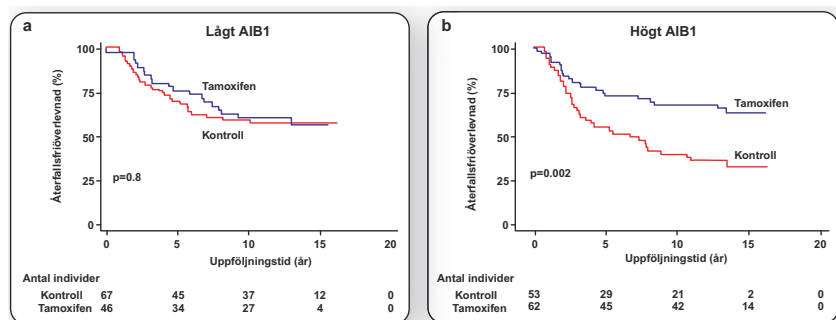 a
Lågt AIB1
Återfallsfriöverlevnad (%)
100
75
50
25
0
Tamoxifen
Kontroll
p=0.8
0 5 10 15 20
Uppföljningstid (år)
Antal individer
Kontroll 67 45 37 12 0
Tamoxifen 46 34 27 4 0
b
Högt AIB1
Återfallsfriöverlevnad (%)
100
75
50
25
0
Tamoxifen
Kontroll
p=0.002
0 5 10 15 20
Uppföljningstid (år)
Antal individer
Kontroll 53 29 21 2 0
Tamoxifen 62 45 42 14 0